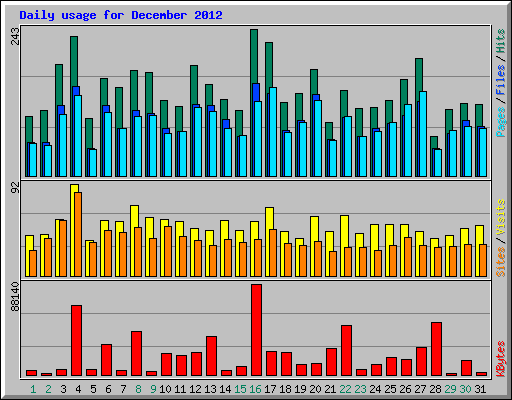 Daily usage for December 2012
243
Pages / Files / Hits
92
Sites / Visits
88140
KBytes
1 2 3 4 5 6 7 8 9 10 11 12 13 14 15 16 17 18 19 20 21 22 23 24 25 26 27 28 29 30 31